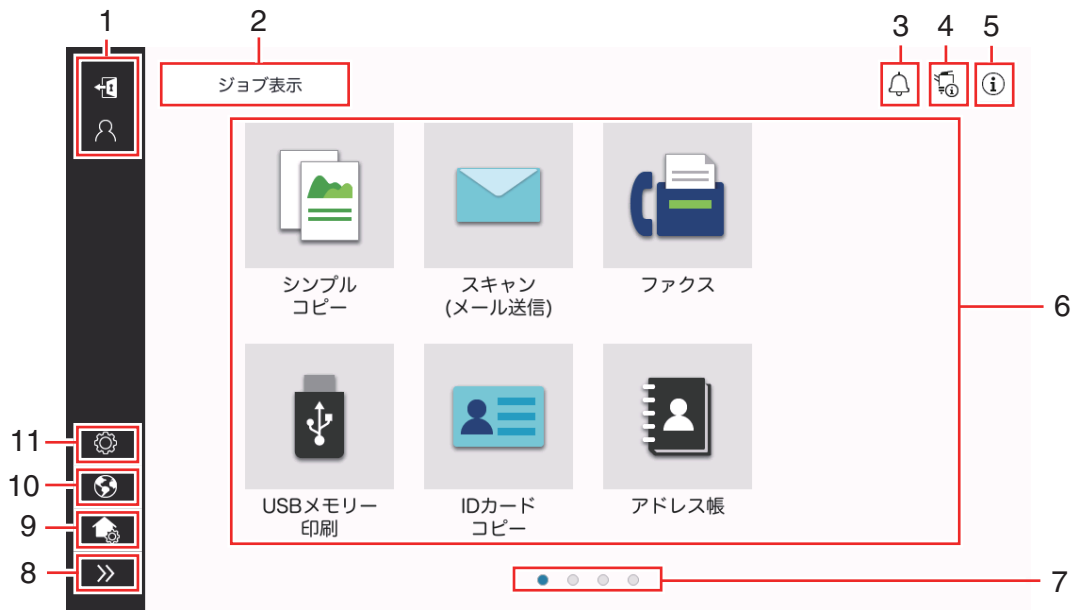 1
2
3
4
5
ジョブ表示
シンプル
コピー
スキャン
(メール送信)
ファクス
6
USBメモリー
印刷
IDカード
コピー
アドレス帳
11
10
9
8
7